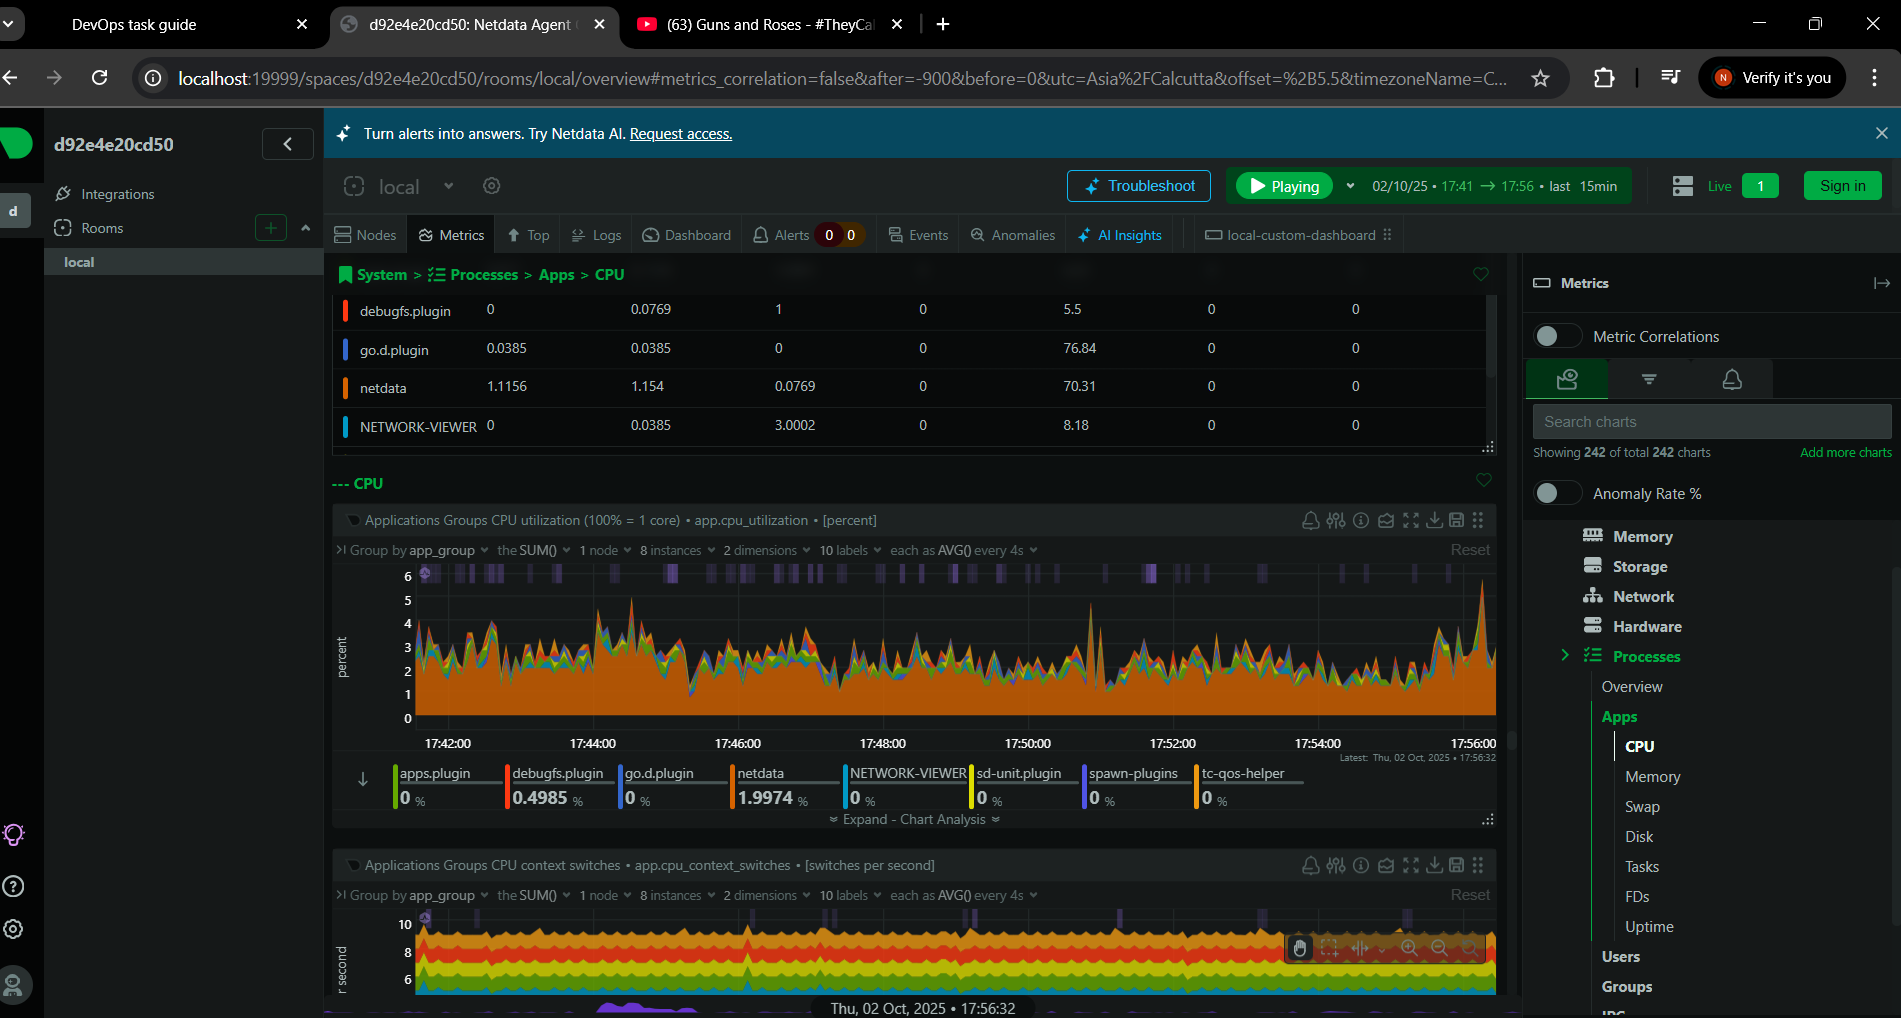 DevOps task guide
d92e4e20cd50: Netdata Agent
(63) Guns and Roses - #TheyCal
localhost:19999/spaces/d92e4e20cd50/rooms/local/overview#metrics_correlation=false&after=-900&before=0&utc=Asia%2FCalcutta&offset=%2B5.5&timezoneName=C...
N Verify it's you
d92e4e20cd50
Turn alerts into answers. Try Netdata AI. Request access.
Integrations
Rooms
local
d
local
Troubleshoot
Playing
02/10/25 • 17:41 → 17:56 • last 15min
Live 1
Sign in
Nodes Metrics Top Logs Dashboard Alerts 0 0 Events Anomalies AI Insights local-custom-dashboard
System > Processes > Apps > CPU
debugfs.plugin 0 0.0769 1 0 5.5 0 0
go.d.plugin 0.0385 0.0385 0 0 76.84 0 0
netdata 1.1156 1.154 0.0769 0 70.31 0 0
NETWORK-VIEWER 0 0.0385 3.0002 0 8.18 0 0
--- CPU
Applications Groups CPU utilization (100% = 1 core) • app.cpu_utilization • [percent]
Group by app_group the SUM() 1 node 8 instances 2 dimensions 10 labels each as AVG() every 4s Reset
percent
6
5
4
3
2
1
0
17:42:00 17:44:00 17:46:00 17:48:00 17:50:00 17:52:00 17:54:00 17:56:00
Latest: Thu, 02 Oct, 2025 • 17:56:32
apps.plugin debugfs.plugin go.d.plugin netdata NETWORK-VIEWER sd-unit.plugin spawn-plugins tc-qos-helper
0 % 0.4985 % 0 % 1.9974 % 0 % 0 % 0 % 0 %
Expand - Chart Analysis
Applications Groups CPU context switches • app.cpu_context_switches • [switches per second]
Group by app_group the SUM() 1 node 8 instances 2 dimensions 10 labels each as AVG() every 4s Reset
r second
10
8
6
Thu, 02 Oct, 2025 • 17:56:32
Metrics
Metric Correlations
Search charts
Showing 242 of total 242 charts Add more charts
Anomaly Rate %
Memory
Storage
Network
Hardware
Processes
Overview
Apps
CPU
Memory
Swap
Disk
Tasks
FDs
Uptime
Users
Groups
IPC